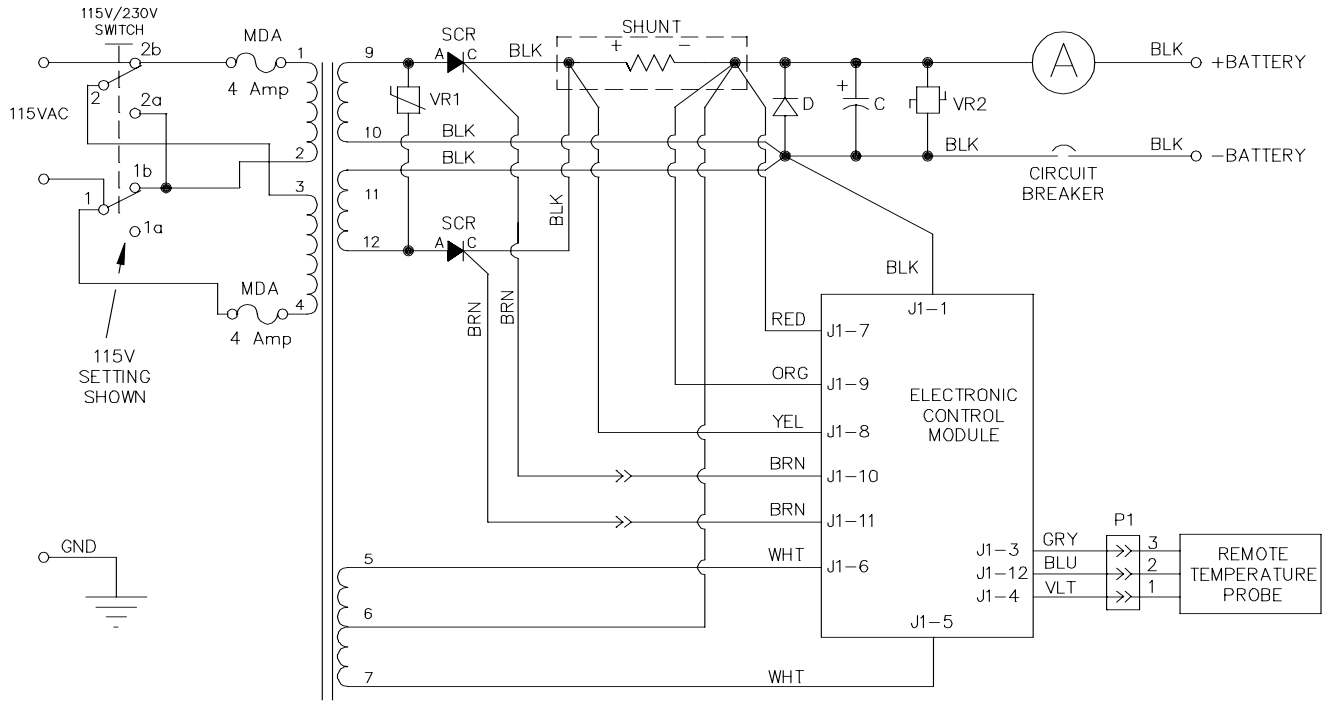 115V/230V
SWITCH
2b
MDA
4 Amp
1
2
2a
115VAC
2
1b
1
3
1a
MDA
4 Amp
4
115V
SETTING
SHOWN
GND
9
10
11
12
5
6
7
VR1
SCR
A C
BLK
BLK
BLK
SCR
A C
BLK
BRN
BRN
SHUNT
+ −
D
+
C
VR2
A
BLK
+BATTERY
BLK
BLK
−BATTERY
CIRCUIT
BREAKER
BLK
J1-1
RED
J1-7
ORG
J1-9
YEL
J1-8
BRN
J1-10
BRN
J1-11
WHT
J1-6
WHT
J1-5
ELECTRONIC
CONTROL
MODULE
J1-3
GRY
J1-12
BLU
J1-4
VLT
P1
3
2
1
REMOTE
TEMPERATURE
PROBE